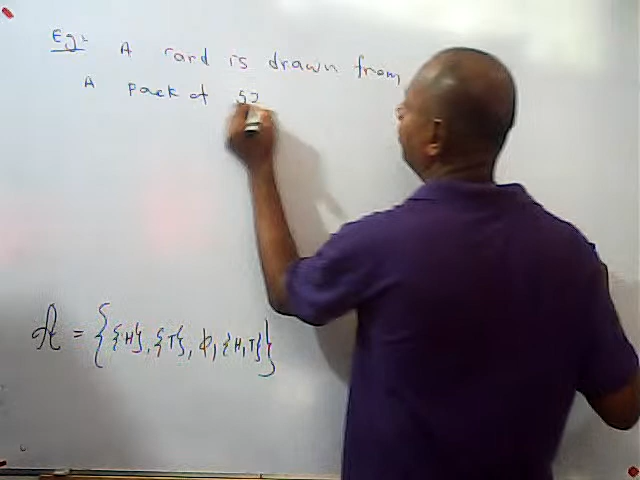 Eg:- A card is drawn from
A pack of 52
𝒜 = {{H}, {T}, ϕ, {H, T}}